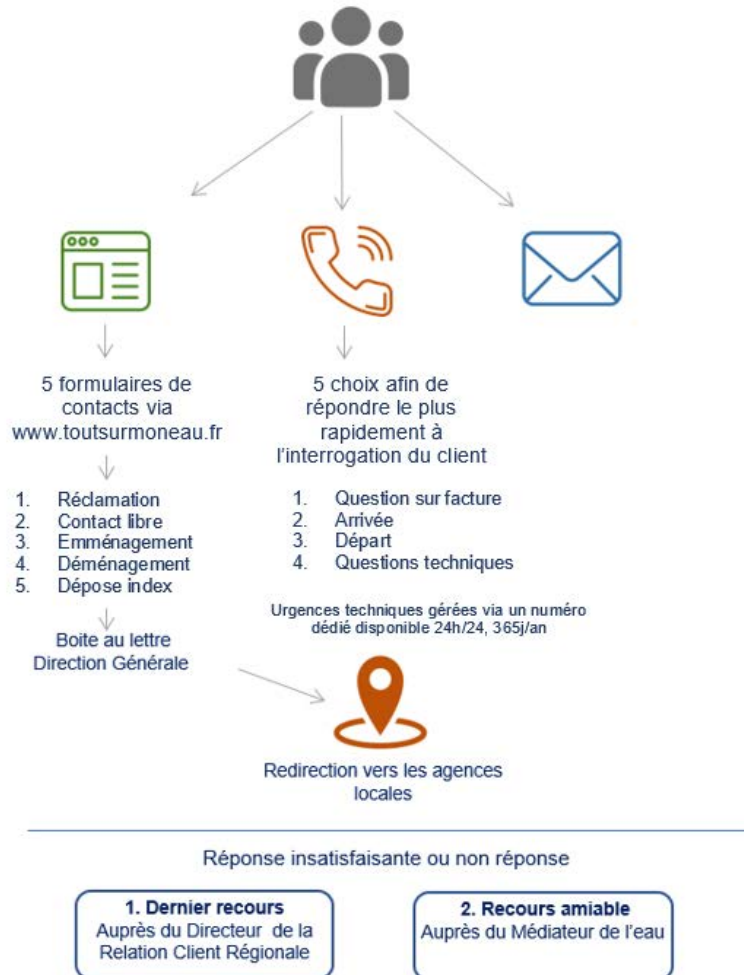 5 formulaires de
contacts via
www.toutsurmoneau.fr
1. Réclamation
2. Contact libre
3. Emménagement
4. Déménagement
5. Dépose index
Boite au lettre
Direction Générale
5 choix afin de
répondre le plus
rapidement à
l'interrogation du client
1. Question sur facture
2. Arrivée
3. Départ
4. Questions techniques
Urgences techniques gérées via un numéro
dédié disponible 24h/24, 365j/an
Redirection vers les agences
locales
Réponse insatisfaisante ou non réponse
1. Dernier recours
Auprès du Directeur de la
Relation Client Régionale
2. Recours amiable
Auprès du Médiateur de l'eau